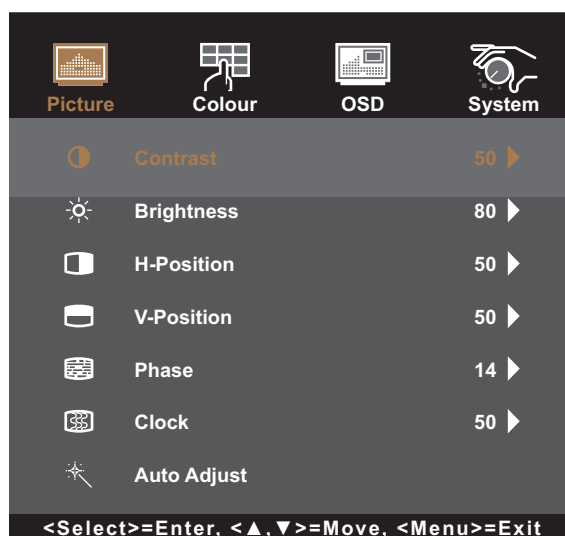 Picture Colour OSD System
Contrast 50
Brightness 80
H-Position 50
V-Position 50
Phase 14
Clock 50
Auto Adjust
<Select>=Enter, <▲,▼>=Move, <Menu>=Exit